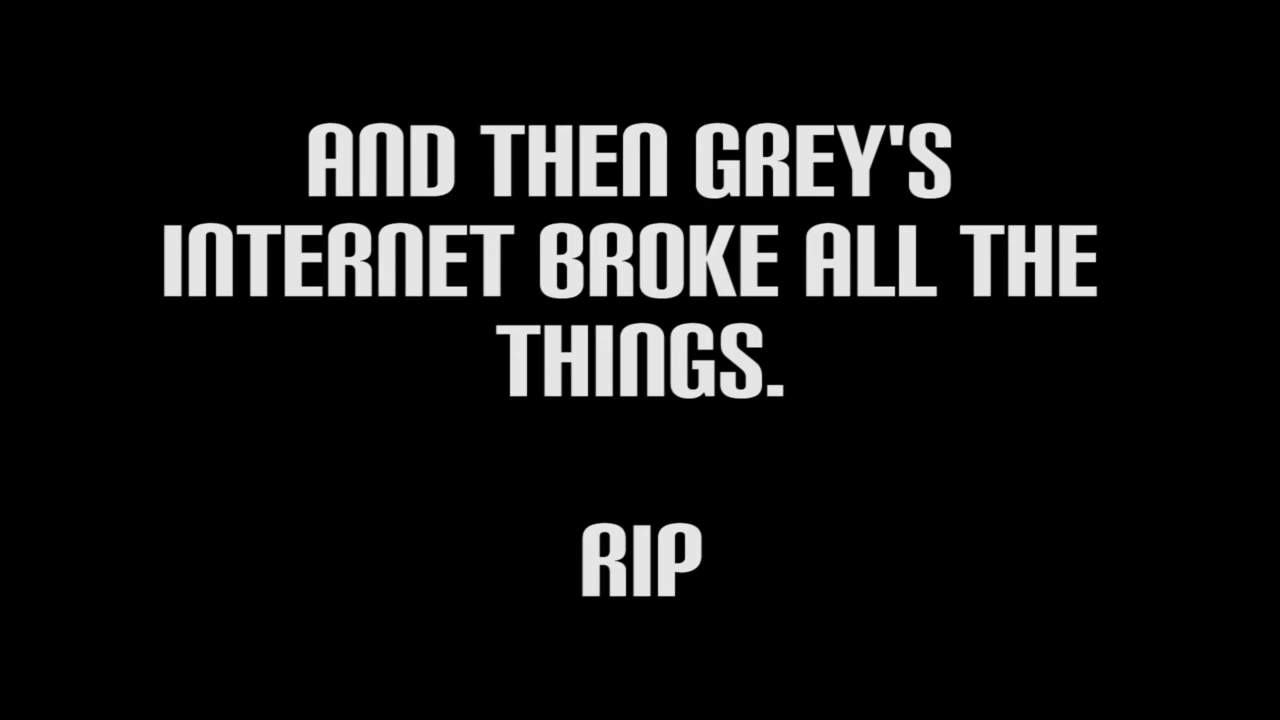 AND THEN GREY'S
INTERNET BROKE ALL THE
THINGS.
RIP